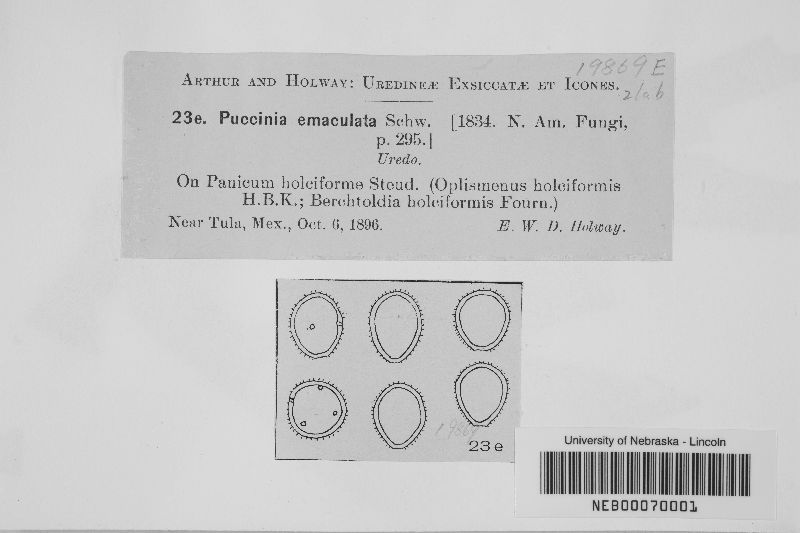 19869 E
ARTHUR AND HOLWAY: UREDINEÆ EXSICCATÆ ET ICONES.
2lab
23e. Puccinia emaculata Schw. [1834. N. Am. Fungi,
p. 295.]
Uredo.
On Panicum holciforme Steud. (Oplismenus holciformis
H.B.K.; Berchtoldia holciformis Fourn.)
Near Tula, Mex., Oct. 6, 1896. E. W. D. Holway.
19869
23 e
University of Nebraska - Lincoln
NEB00070001